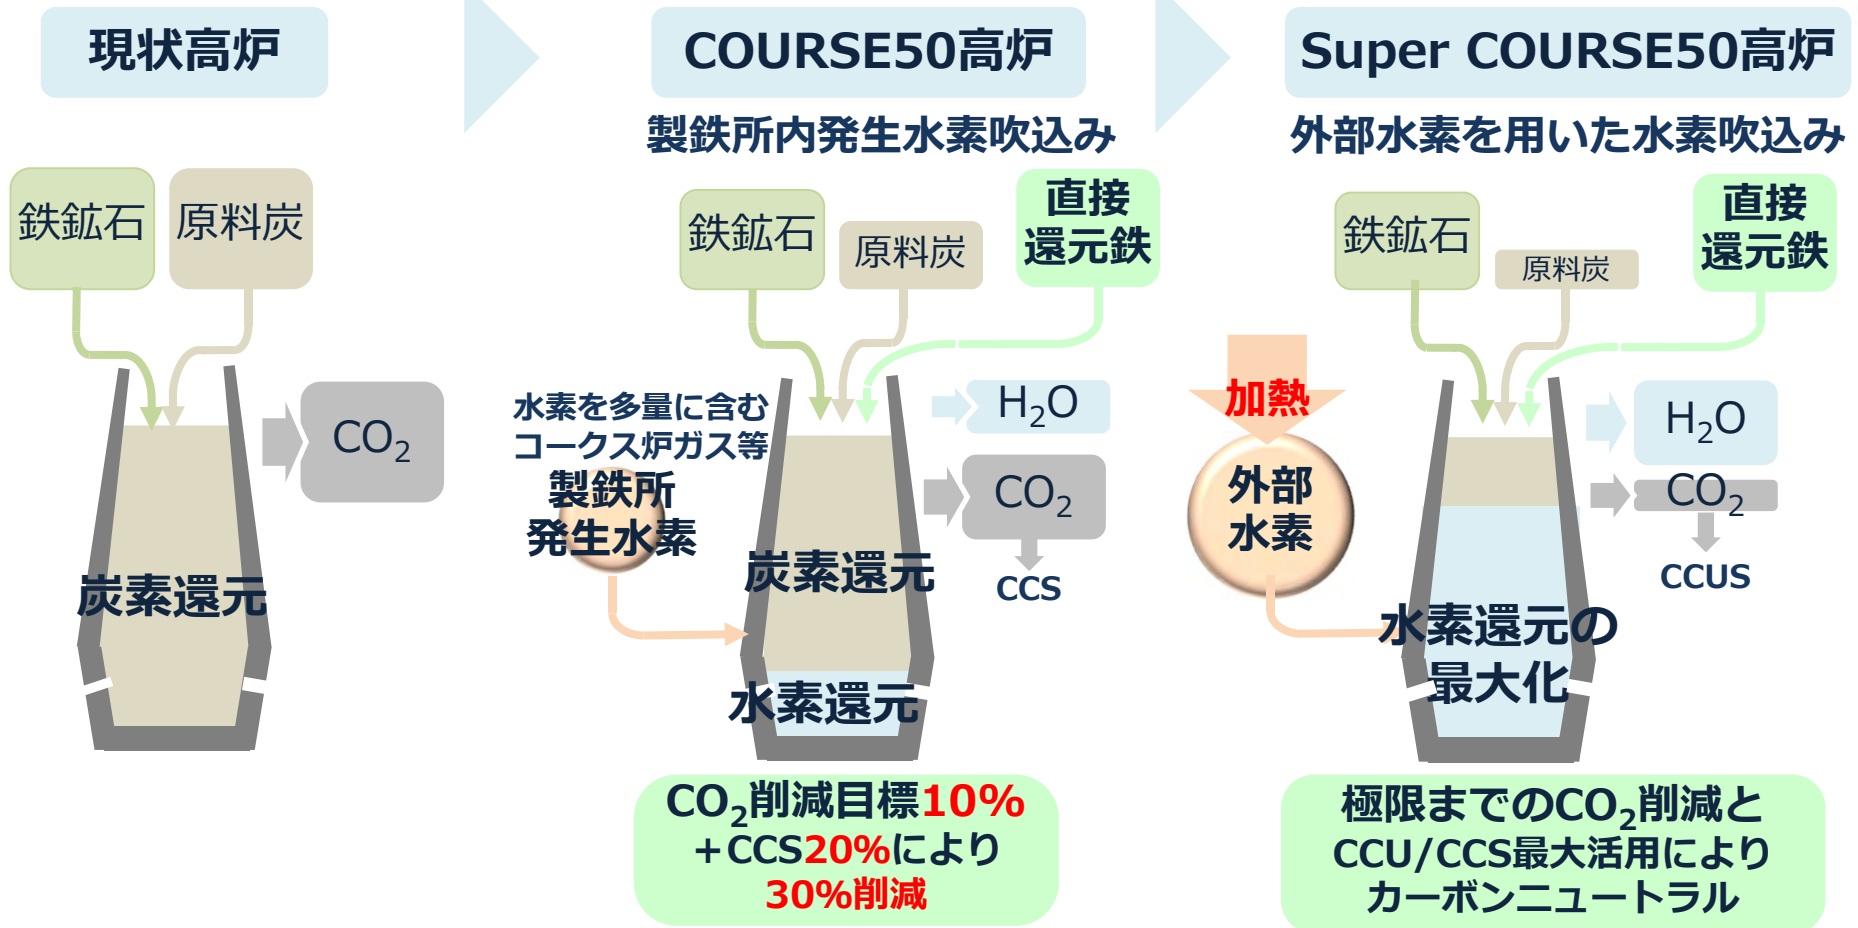 現状高炉
鉄鉱石
原料炭
CO₂
炭素還元
COURSE50高炉
製鉄所内発生水素吹込み
鉄鉱石
原料炭
直接
還元鉄
水素を多量に含む
コークス炉ガス等
製鉄所
発生水素
H₂O
CO₂
CCS
炭素還元
水素還元
CO₂削減目標10%
+CCS20%により
30%削減
Super COURSE50高炉
外部水素を用いた水素吹込み
鉄鉱石
原料炭
直接
還元鉄
加熱
外部
水素
H₂O
CO₂
CCUS
水素還元の
最大化
極限までのCO₂削減と
CCU/CCS最大活用により
カーボンニュートラル